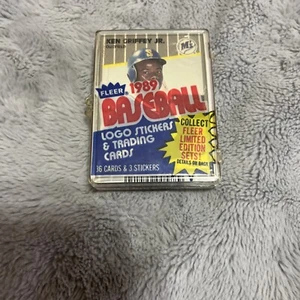 KEN GRIFFEY JR.
FLEER
1989
BASEBALL
LOGO STICKERS
& TRADING
CARDS
COLLECT
FLEER
LIMITED
EDITION
SETS!
DETAILS ON BACK
16 CARDS & 3 STICKERS